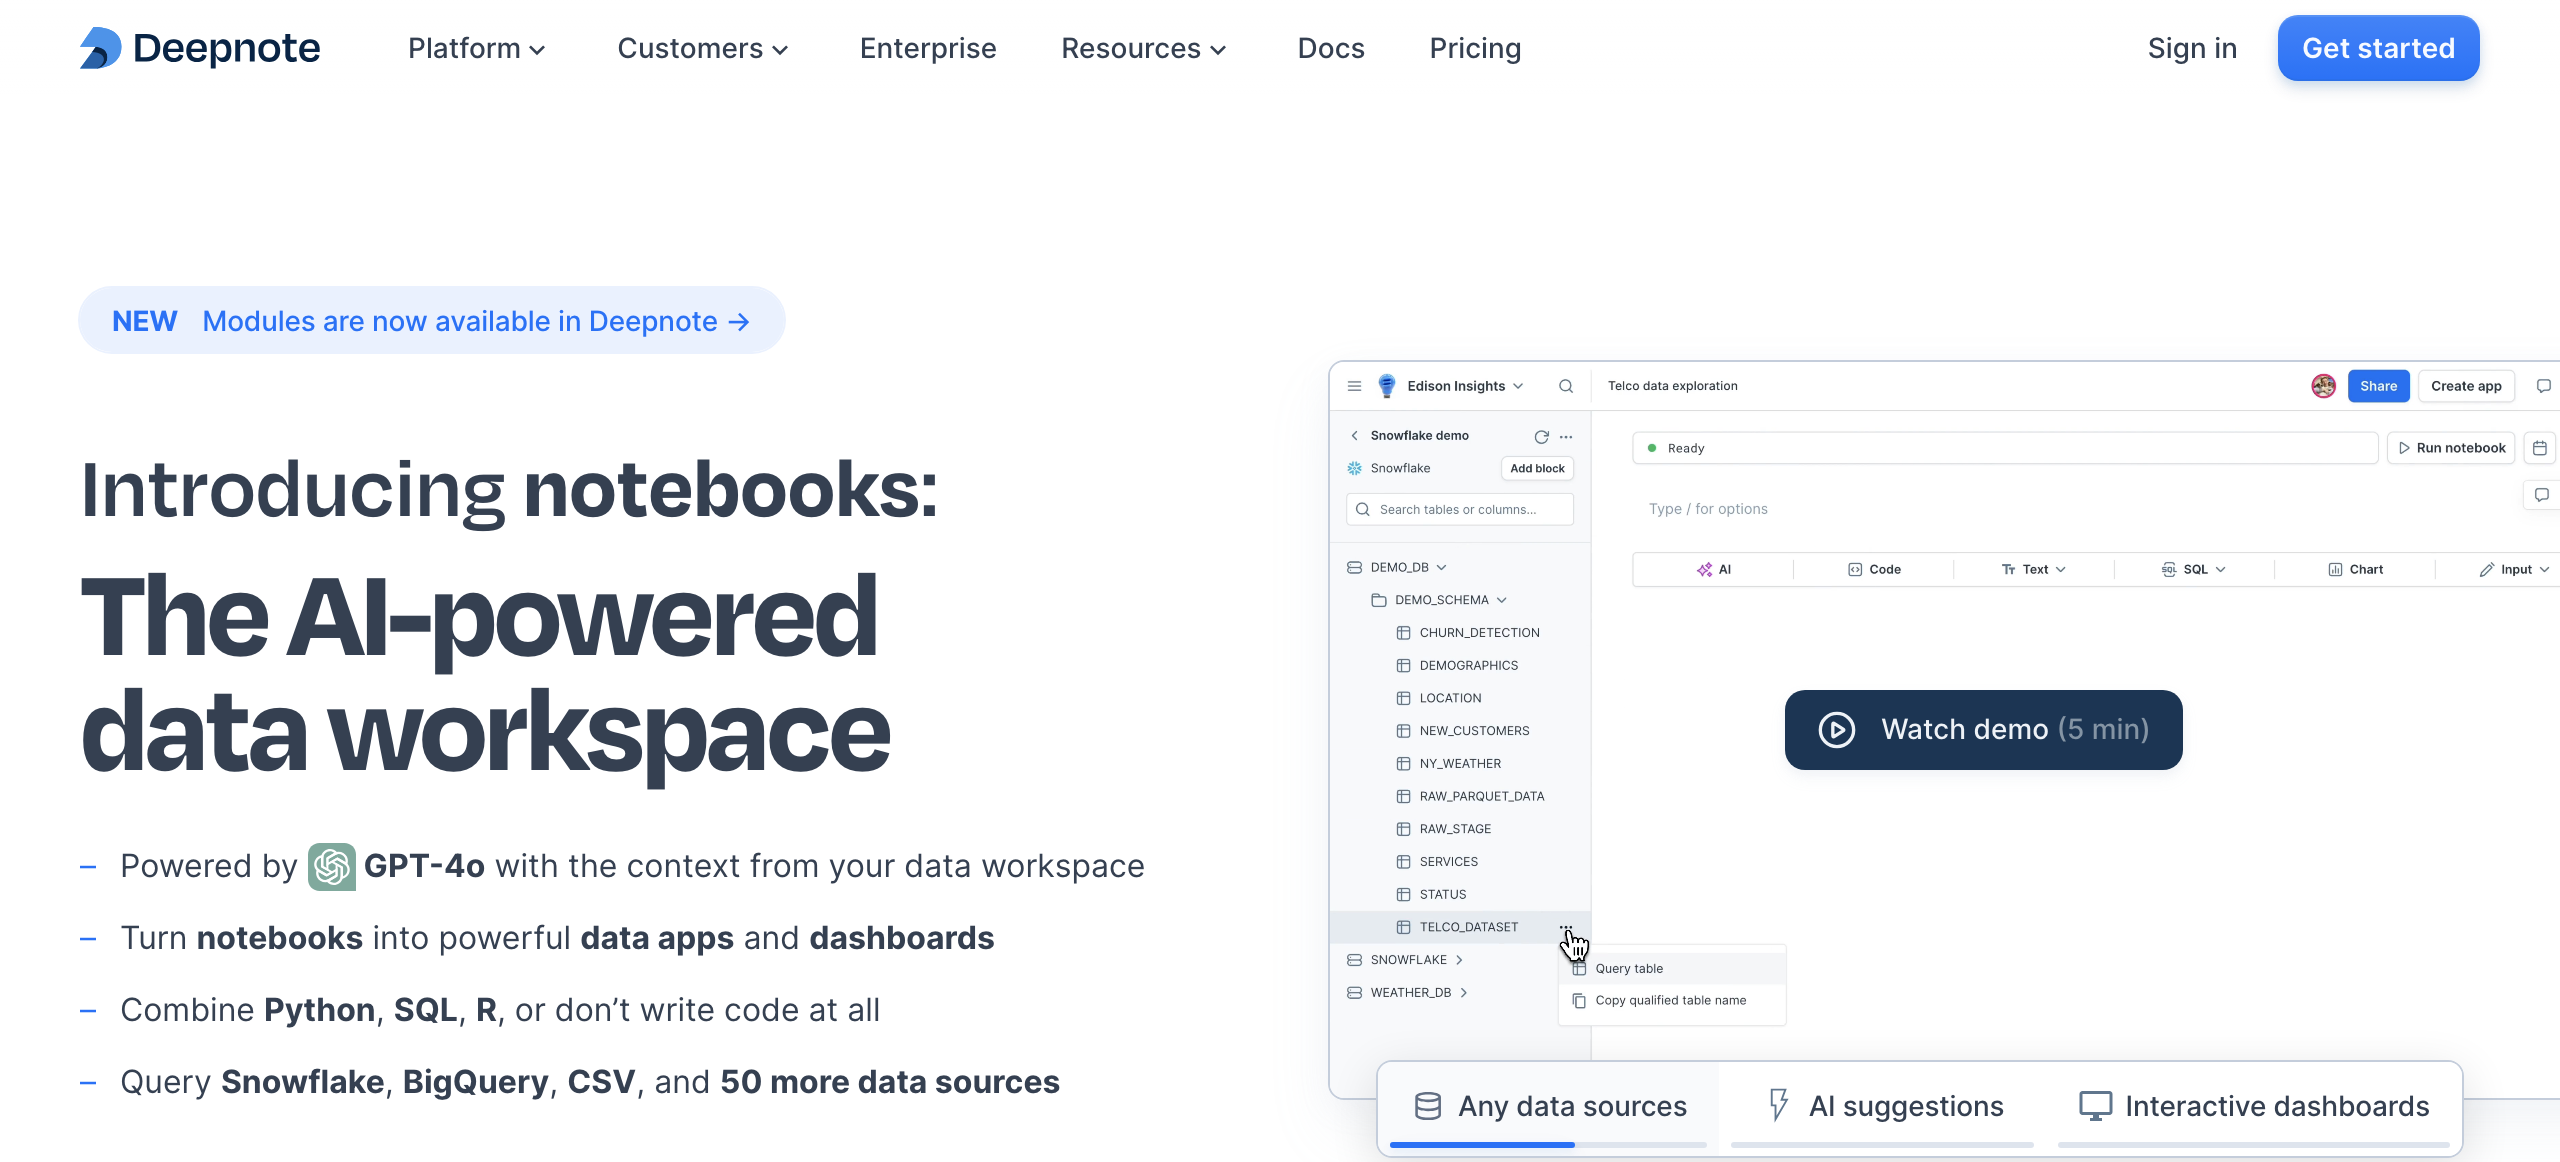 Deepnote
Platform
Customers
Enterprise
Resources
Docs
Pricing
Sign in
Get started
NEW Modules are now available in Deepnote →
Introducing notebooks:
The AI-powered
data workspace
– Powered by GPT-4o with the context from your data workspace
– Turn notebooks into powerful data apps and dashboards
– Combine Python, SQL, R, or don’t write code at all
– Query Snowflake, BigQuery, CSV, and 50 more data sources
Edison Insights
Telco data exploration
Share
Create app
Snowflake demo
Snowflake
Add block
Search tables or columns...
DEMO_DB
DEMO_SCHEMA
CHURN_DETECTION
DEMOGRAPHICS
LOCATION
NEW_CUSTOMERS
NY_WEATHER
RAW_PARQUET_DATA
RAW_STAGE
SERVICES
STATUS
TELCO_DATASET
SNOWFLAKE
WEATHER_DB
Query table
Copy qualified table name
Ready
Run notebook
Type / for options
AI
Code
Tт Text
SQL SQL
Chart
Input
Watch demo (5 min)
Any data sources
AI suggestions
Interactive dashboards